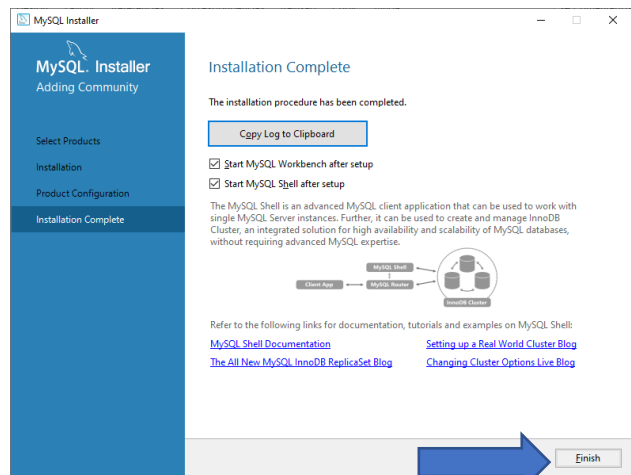 MySQL Installer
MySQL. Installer
Adding Community
Select Products
Installation
Product Configuration
Installation Complete
Installation Complete
The installation procedure has been completed.
Copy Log to Clipboard
Start MySQL Workbench after setup
Start MySQL Shell after setup
The MySQL Shell is an advanced MySQL client application that can be used to work with
single MySQL Server instances. Further, it can be used to create and manage InnoDB
Cluster, an integrated solution for high availability and scalability of MySQL databases,
without requiring advanced MySQL expertise.
MySQL Shell
Client App
MySQL Router
InnoDB Cluster
Refer to the following links for documentation, tutorials and examples on MySQL Shell:
MySQL Shell Documentation
Setting up a Real World Cluster Blog
The All New MySQL InnoDB ReplicaSet Blog
Changing Cluster Options Live Blog
Finish